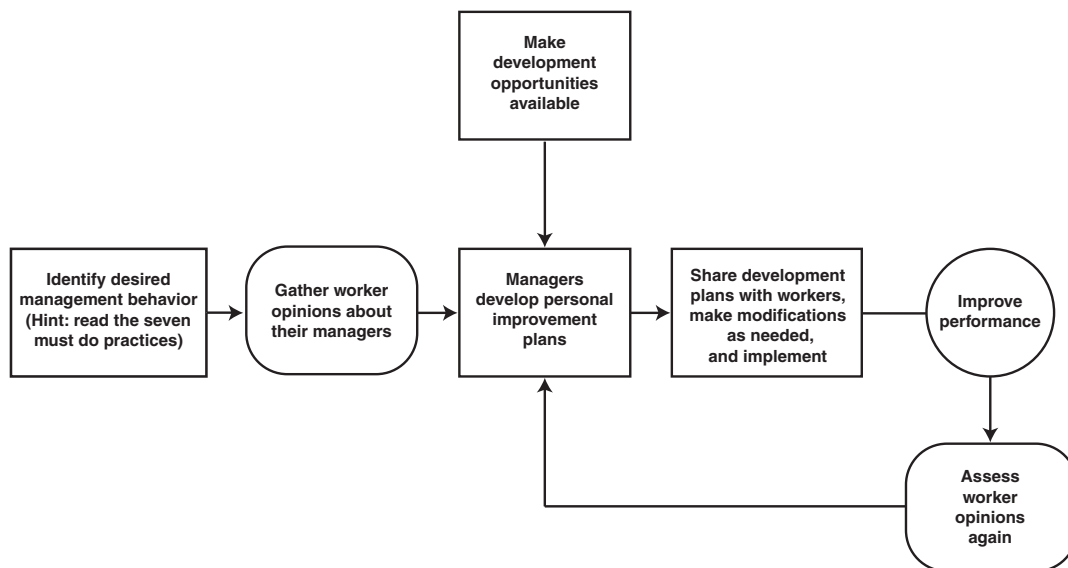 Make
development
opportunities
available
Identify desired
management behavior
(Hint: read the seven
must do practices)
Gather worker
opinions about
their managers
Managers
develop personal
improvement
plans
Share development
plans with workers,
make modifications
as needed,
and implement
Improve
performance
Assess
worker
opinions
again